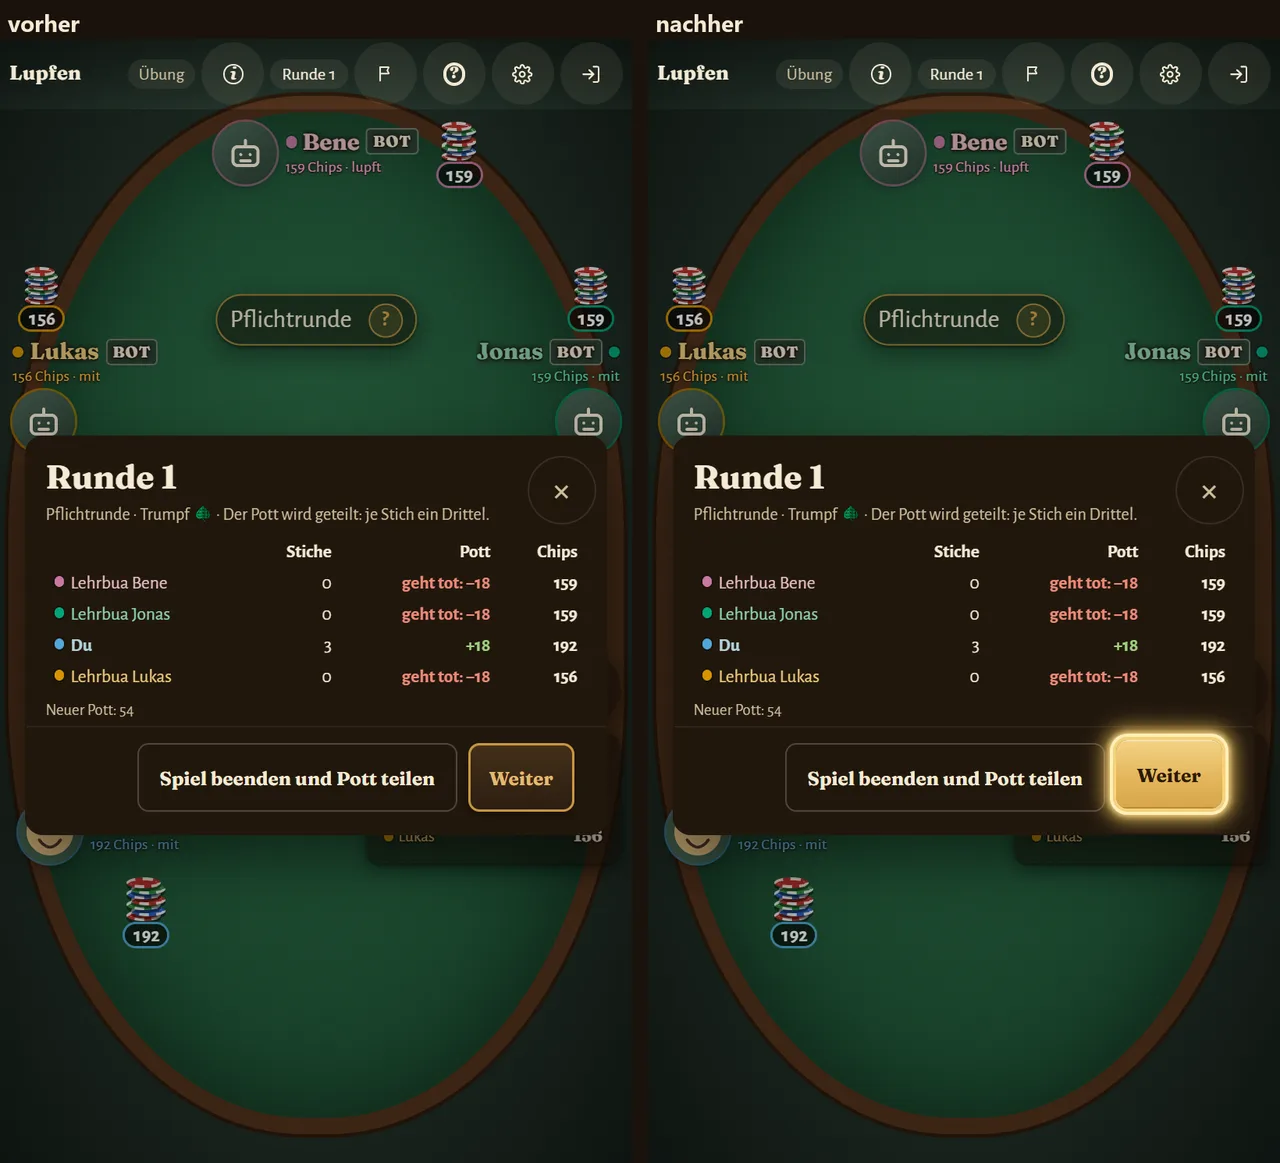 vorher
Lupfen Übung Runde 1
Bene BOT
159 Chips · lupft
159
156
159
Pflichtrunde ?
Lukas BOT
156 Chips · mit
Jonas BOT
159 Chips · mit
Runde 1
Pflichtrunde · Trumpf · Der Pott wird geteilt: je Stich ein Drittel.
Stiche Pott Chips
Lehrbua Bene 0 geht tot: −18 159
Lehrbua Jonas 0 geht tot: −18 159
Du 3 +18 192
Lehrbua Lukas 0 geht tot: −18 156
Neuer Pott: 54
Spiel beenden und Pott teilen Weiter
192 Chips · mit
Lukas 156
192
nachher
Lupfen Übung Runde 1
Bene BOT
159 Chips · lupft
159
156
159
Pflichtrunde ?
Lukas BOT
156 Chips · mit
Jonas BOT
159 Chips · mit
Runde 1
Pflichtrunde · Trumpf · Der Pott wird geteilt: je Stich ein Drittel.
Stiche Pott Chips
Lehrbua Bene 0 geht tot: −18 159
Lehrbua Jonas 0 geht tot: −18 159
Du 3 +18 192
Lehrbua Lukas 0 geht tot: −18 156
Neuer Pott: 54
Spiel beenden und Pott teilen Weiter
192 Chips · mit
Lukas 156
192